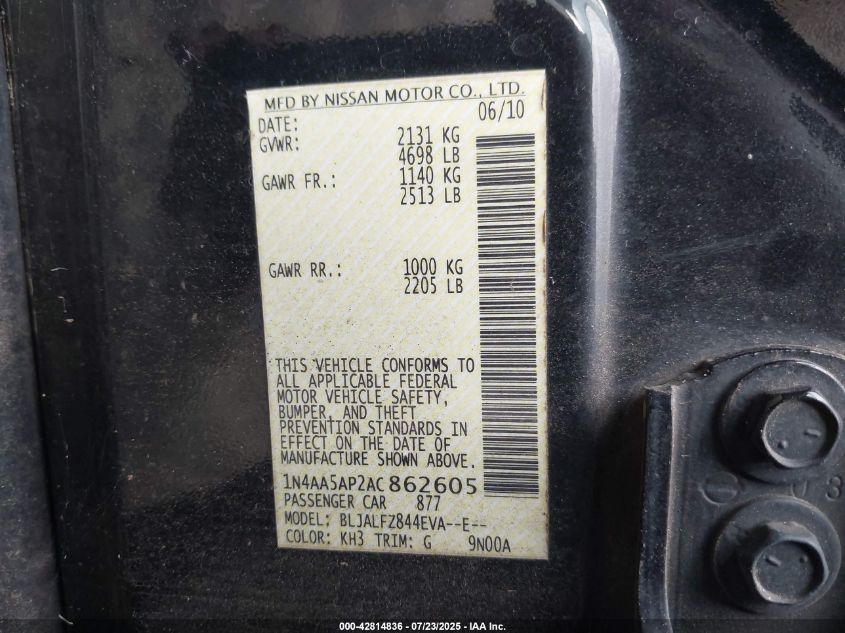 MFD BY NISSAN MOTOR CO., LTD.
DATE: 06/10
GVWR: 2131 KG
4698 LB
GAWR FR.: 1140 KG
2513 LB
GAWR RR.: 1000 KG
2205 LB
THIS VEHICLE CONFORMS TO
ALL APPLICABLE FEDERAL
MOTOR VEHICLE SAFETY,
BUMPER, AND THEFT
PREVENTION STANDARDS IN
EFFECT ON THE DATE OF
MANUFACTURE SHOWN ABOVE.
1N4AA5AP2AC862605
PASSENGER CAR 877
MODEL: BLJALFZ844EVA--E--
COLOR: KH3 TRIM: G 9N00A
000-42814836 - 07/23/2025 - IAA Inc.